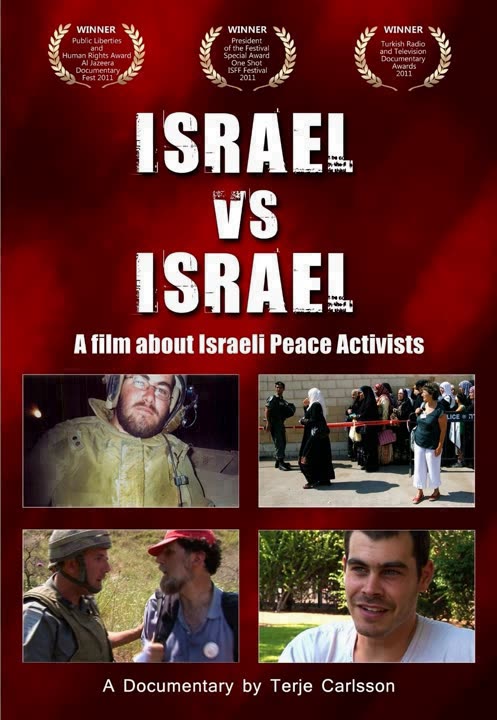 WINNER
Public Liberties
and
Human Rights Award
Al Jazeera
Documentary
Fest 2011
WINNER
President
of the Festival
Special Award
One Shot
ISFF Festival
2011
WINNER
Turkish Radio
and Television
Documentary
Awards
2011
ISRAEL
vs
ISRAEL
A film about Israeli Peace Activists
LICE
A Documentary by Terje Carlsson